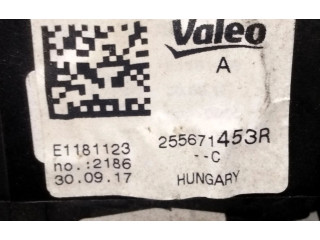 Valeo
A
E1181123
255671453R
no.:2186
--C
30.09.17
HUNGARY